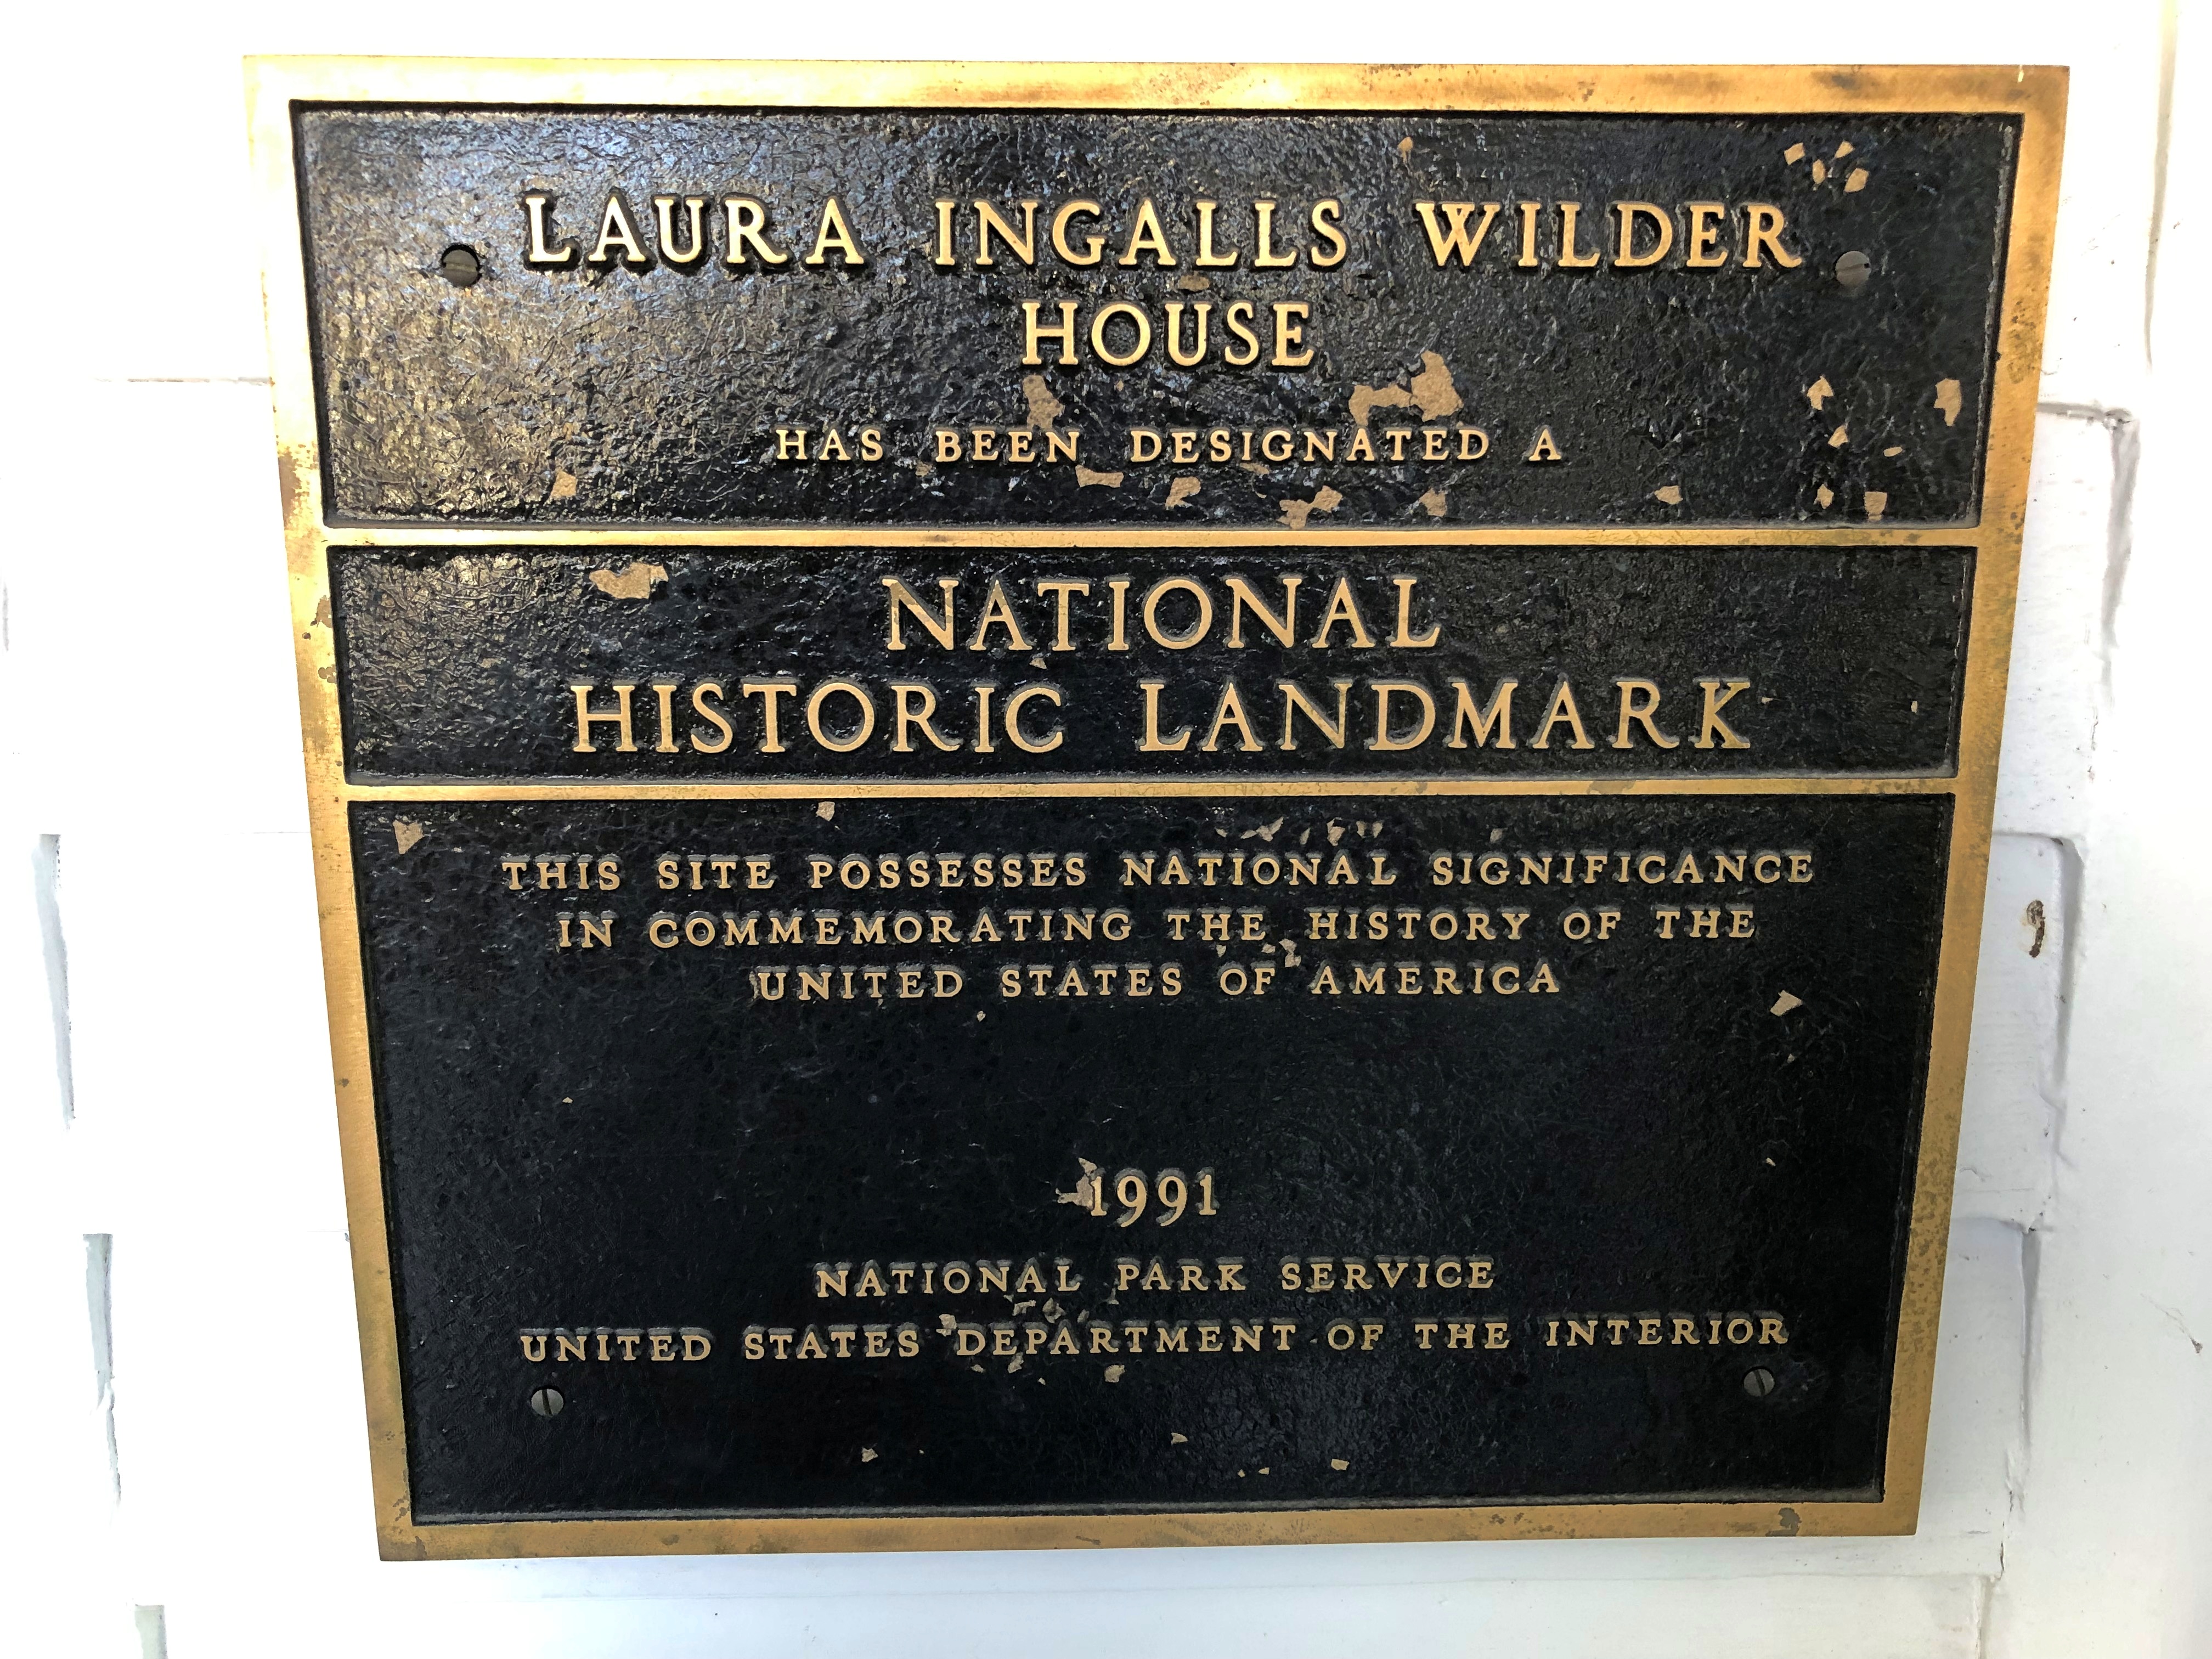 LAURA INGALLS WILDER
HOUSE
HAS BEEN DESIGNATED A
NATIONAL
HISTORIC LANDMARK
THIS SITE POSSESSES NATIONAL SIGNIFICANCE
IN COMMEMORATING THE HISTORY OF THE
UNITED STATES OF AMERICA
1991
NATIONAL PARK SERVICE
UNITED STATES DEPARTMENT OF THE INTERIOR